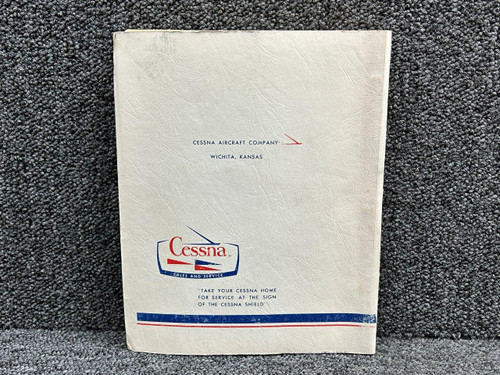 CESSNA AIRCRAFT COMPANY
WICHITA, KANSAS
Cessna
SALES AND SERVICE
"TAKE YOUR CESSNA HOME
FOR SERVICE AT THE SIGN
OF THE CESSNA SHIELD".